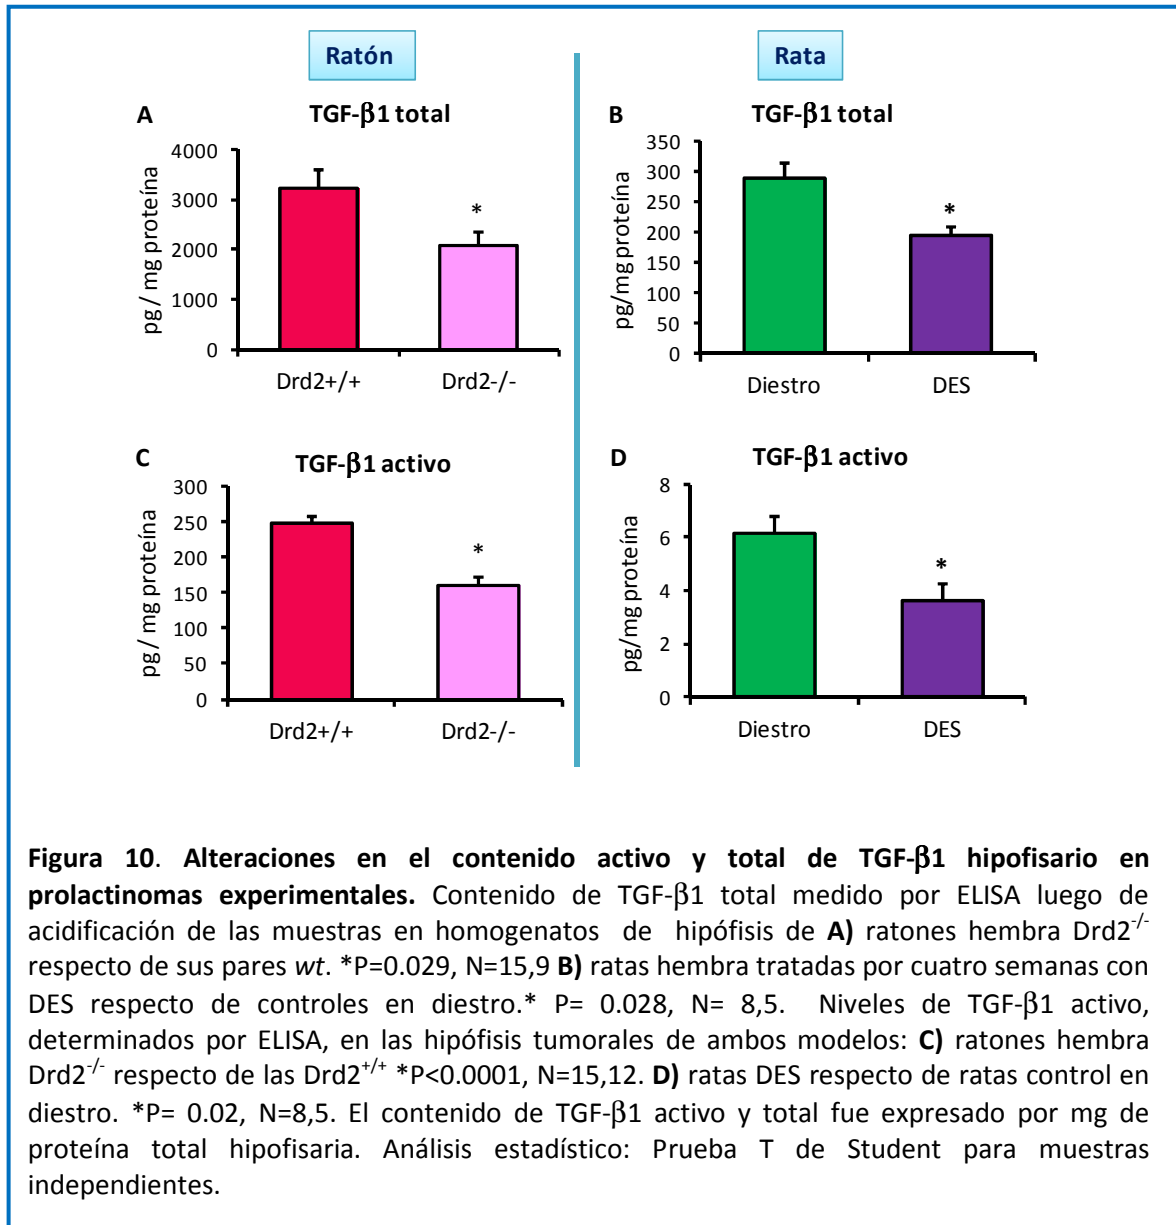 Ratón
Rata
A
TGF-β1 total
pg/ mg proteína
4000
3000
2000
1000
0
*
Drd2+/+
Drd2-/-
B
TGF-β1 total
pg/mg proteína
350
300
250
200
150
100
50
0
*
Diestro
DES
C
TGF-β1 activo
pg/ mg proteína
300
250
200
150
100
50
0
*
Drd2+/+
Drd2-/-
D
TGF-β1 activo
pg/mg proteína
8
6
4
2
0
*
Diestro
DES
Figura 10. Alteraciones en el contenido activo y total de TGF-β1 hipofisario en
prolactinomas experimentales. Contenido de TGF-β1 total medido por ELISA luego de
acidificación de las muestras en homogenatos de hipófisis de A) ratones hembra Drd2-/-
respecto de sus pares wt. *P=0.029, N=15,9 B) ratas hembra tratadas por cuatro semanas con
DES respecto de controles en diestro.* P= 0.028, N= 8,5. Niveles de TGF-β1 activo,
determinados por ELISA, en las hipófisis tumorales de ambos modelos: C) ratones hembra
Drd2-/- respecto de las Drd2+/+ *P<0.0001, N=15,12. D) ratas DES respecto de ratas control en
diestro. *P= 0.02, N=8,5. El contenido de TGF-β1 activo y total fue expresado por mg de
proteína total hipofisaria. Análisis estadístico: Prueba T de Student para muestras
independientes.